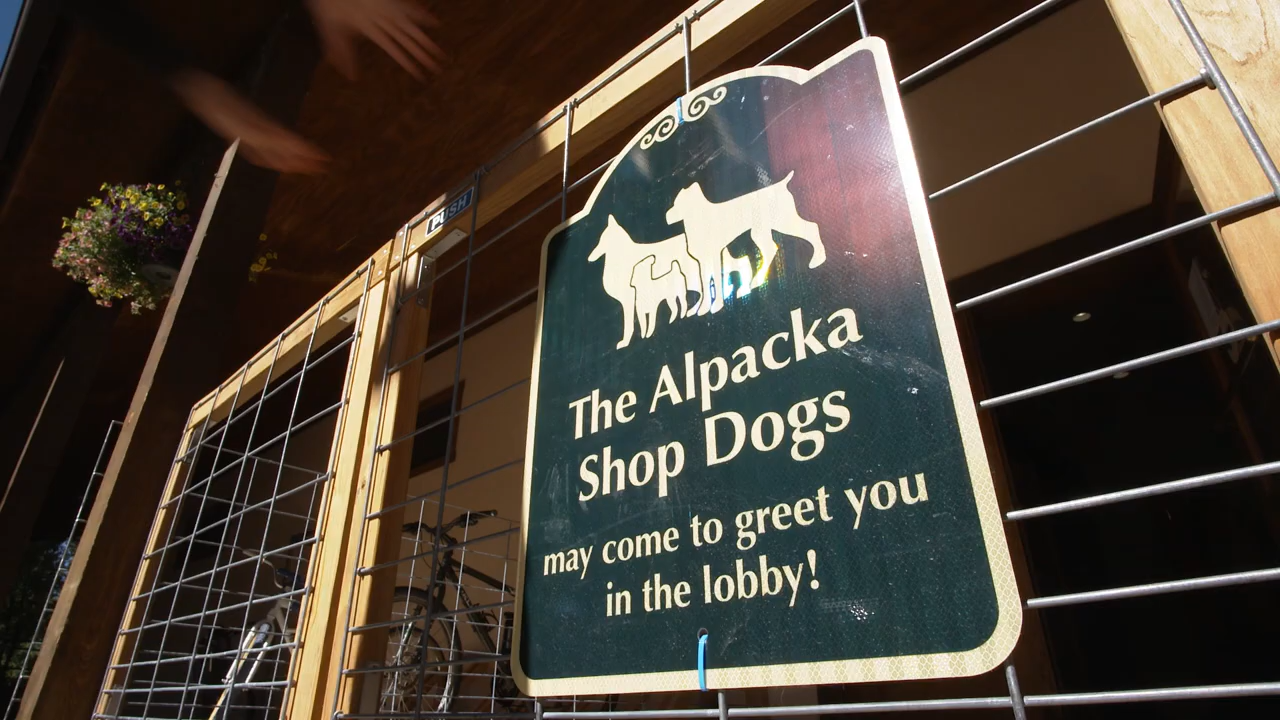 PUSH
The Alpacka
Shop Dogs
may come to greet you
in the lobby!